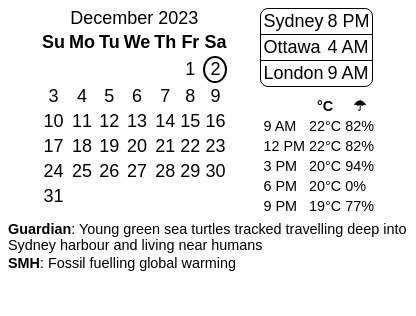 December 2023
Su Mo Tu We Th Fr Sa
1 2
3 4 5 6 7 8 9
10 11 12 13 14 15 16
17 18 19 20 21 22 23
24 25 26 27 28 29 30
31
Sydney 8 PM
Ottawa 4 AM
London 9 AM
°C ☂
9 AM 22°C 82%
12 PM 22°C 82%
3 PM 20°C 94%
6 PM 20°C 0%
9 PM 19°C 77%
Guardian: Young green sea turtles tracked travelling deep into
Sydney harbour and living near humans
SMH: Fossil fuelling global warming